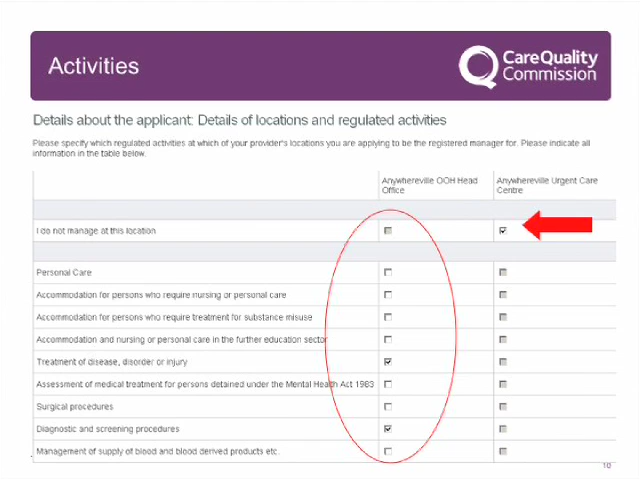 Activities
CareQuality
Commission
Details about the applicant: Details of locations and regulated activities
Please specify which regulated activities at which of your provider's locations you are applying to be the registered manager for. Please indicate all
information in the table below.
Anywhereville OOH Head
Office
Anywhereville Urgent Care
Centre
I do not manage at this location
Personal Care
Accommodation for persons who require nursing or personal care
Accommodation for persons who require treatment for substance misuse
Accommodation and nursing or personal care in the further education sector
Treatment of disease, disorder or injury
Assessment of medical treatment for persons detained under the Mental Health Act 1983
Surgical procedures
Diagnostic and screening procedures
Management of supply of blood and blood derived products etc.
10